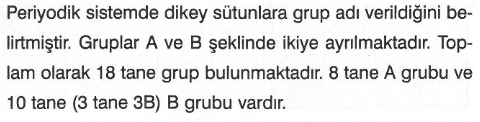 Periyodik sistemde dikey sütunlara grup adı verildiğini be-
lirtmiştir. Gruplar A ve B şeklinde ikiye ayrılmaktadır. Top-
lam olarak 18 tane grup bulunmaktadır. 8 tane A grubu ve
10 tane (3 tane 3B) B grubu vardır.